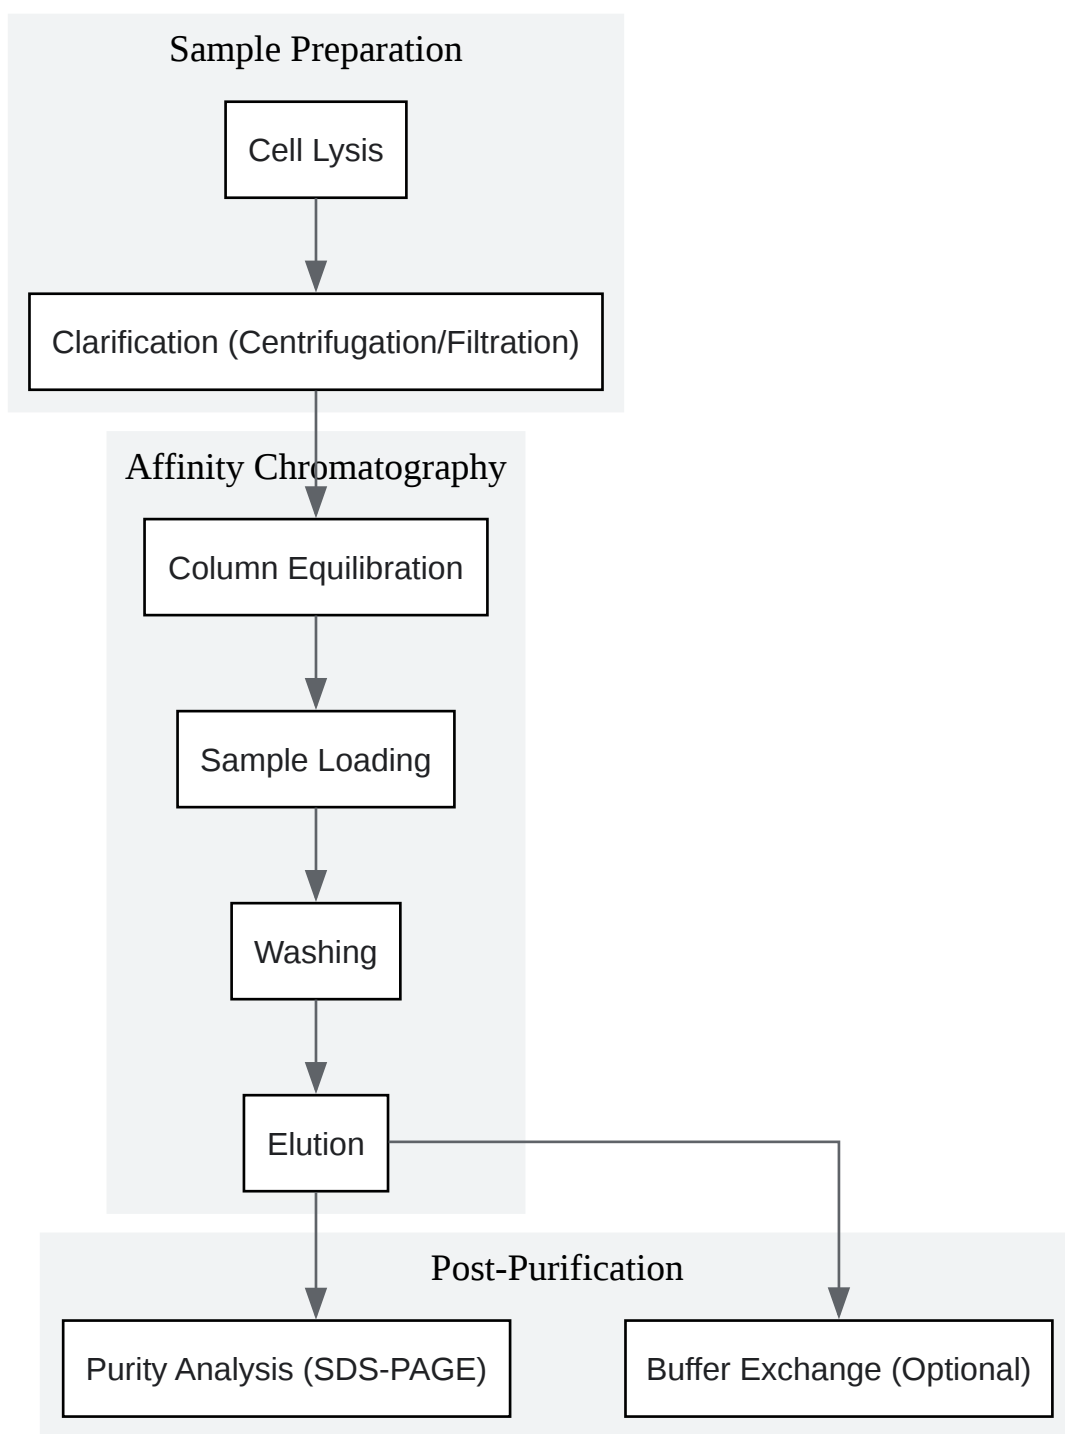 Sample Preparation
Cell Lysis
Clarification (Centrifugation/Filtration)
Affinity Chromatography
Column Equilibration
Sample Loading
Washing
Elution
Post-Purification
Purity Analysis (SDS-PAGE)
Buffer Exchange (Optional)